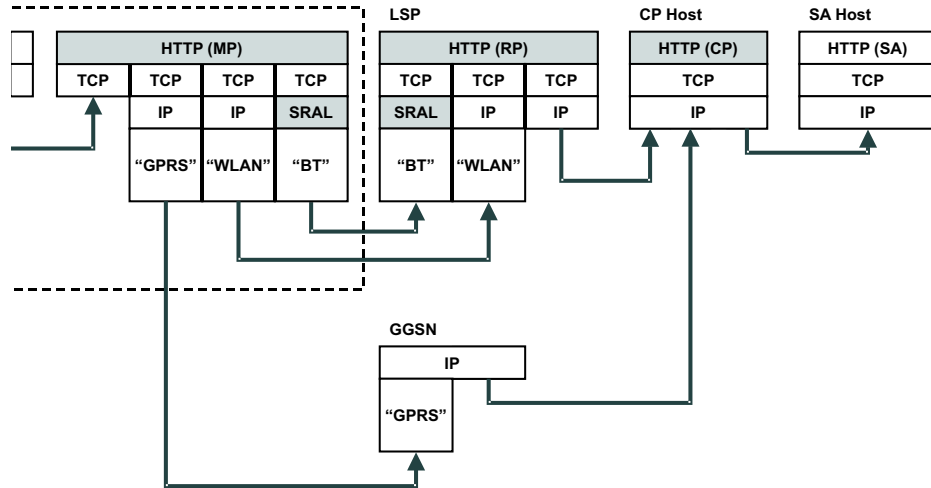 LSP CP Host SA Host
HTTP (MP) HTTP (RP) HTTP (CP) HTTP (SA)
TCP TCP TCP TCP TCP TCP TCP TCP TCP
IP IP SRAL SRAL IP IP IP IP
“GPRS” “WLAN” “BT” “BT” “WLAN”
GGSN
IP
“GPRS”